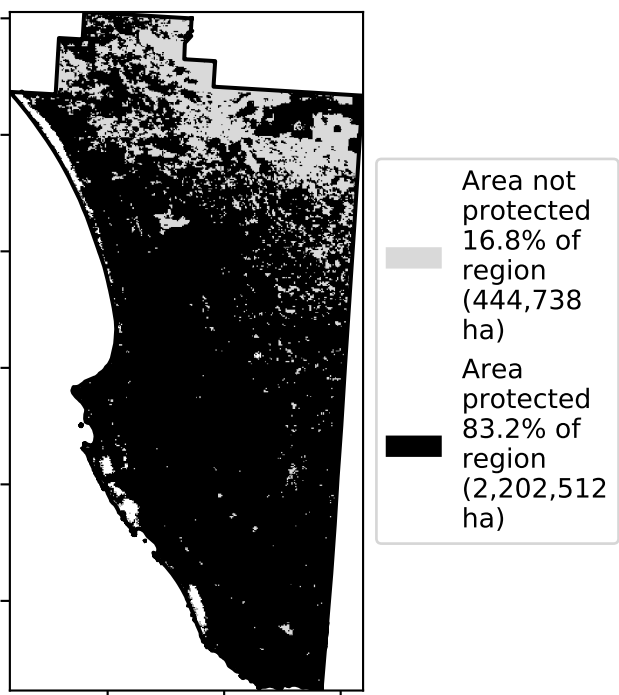 Area not
protected
16.8% of
region
(444,738
ha)
Area
protected
83.2% of
region
(2,202,512
ha)